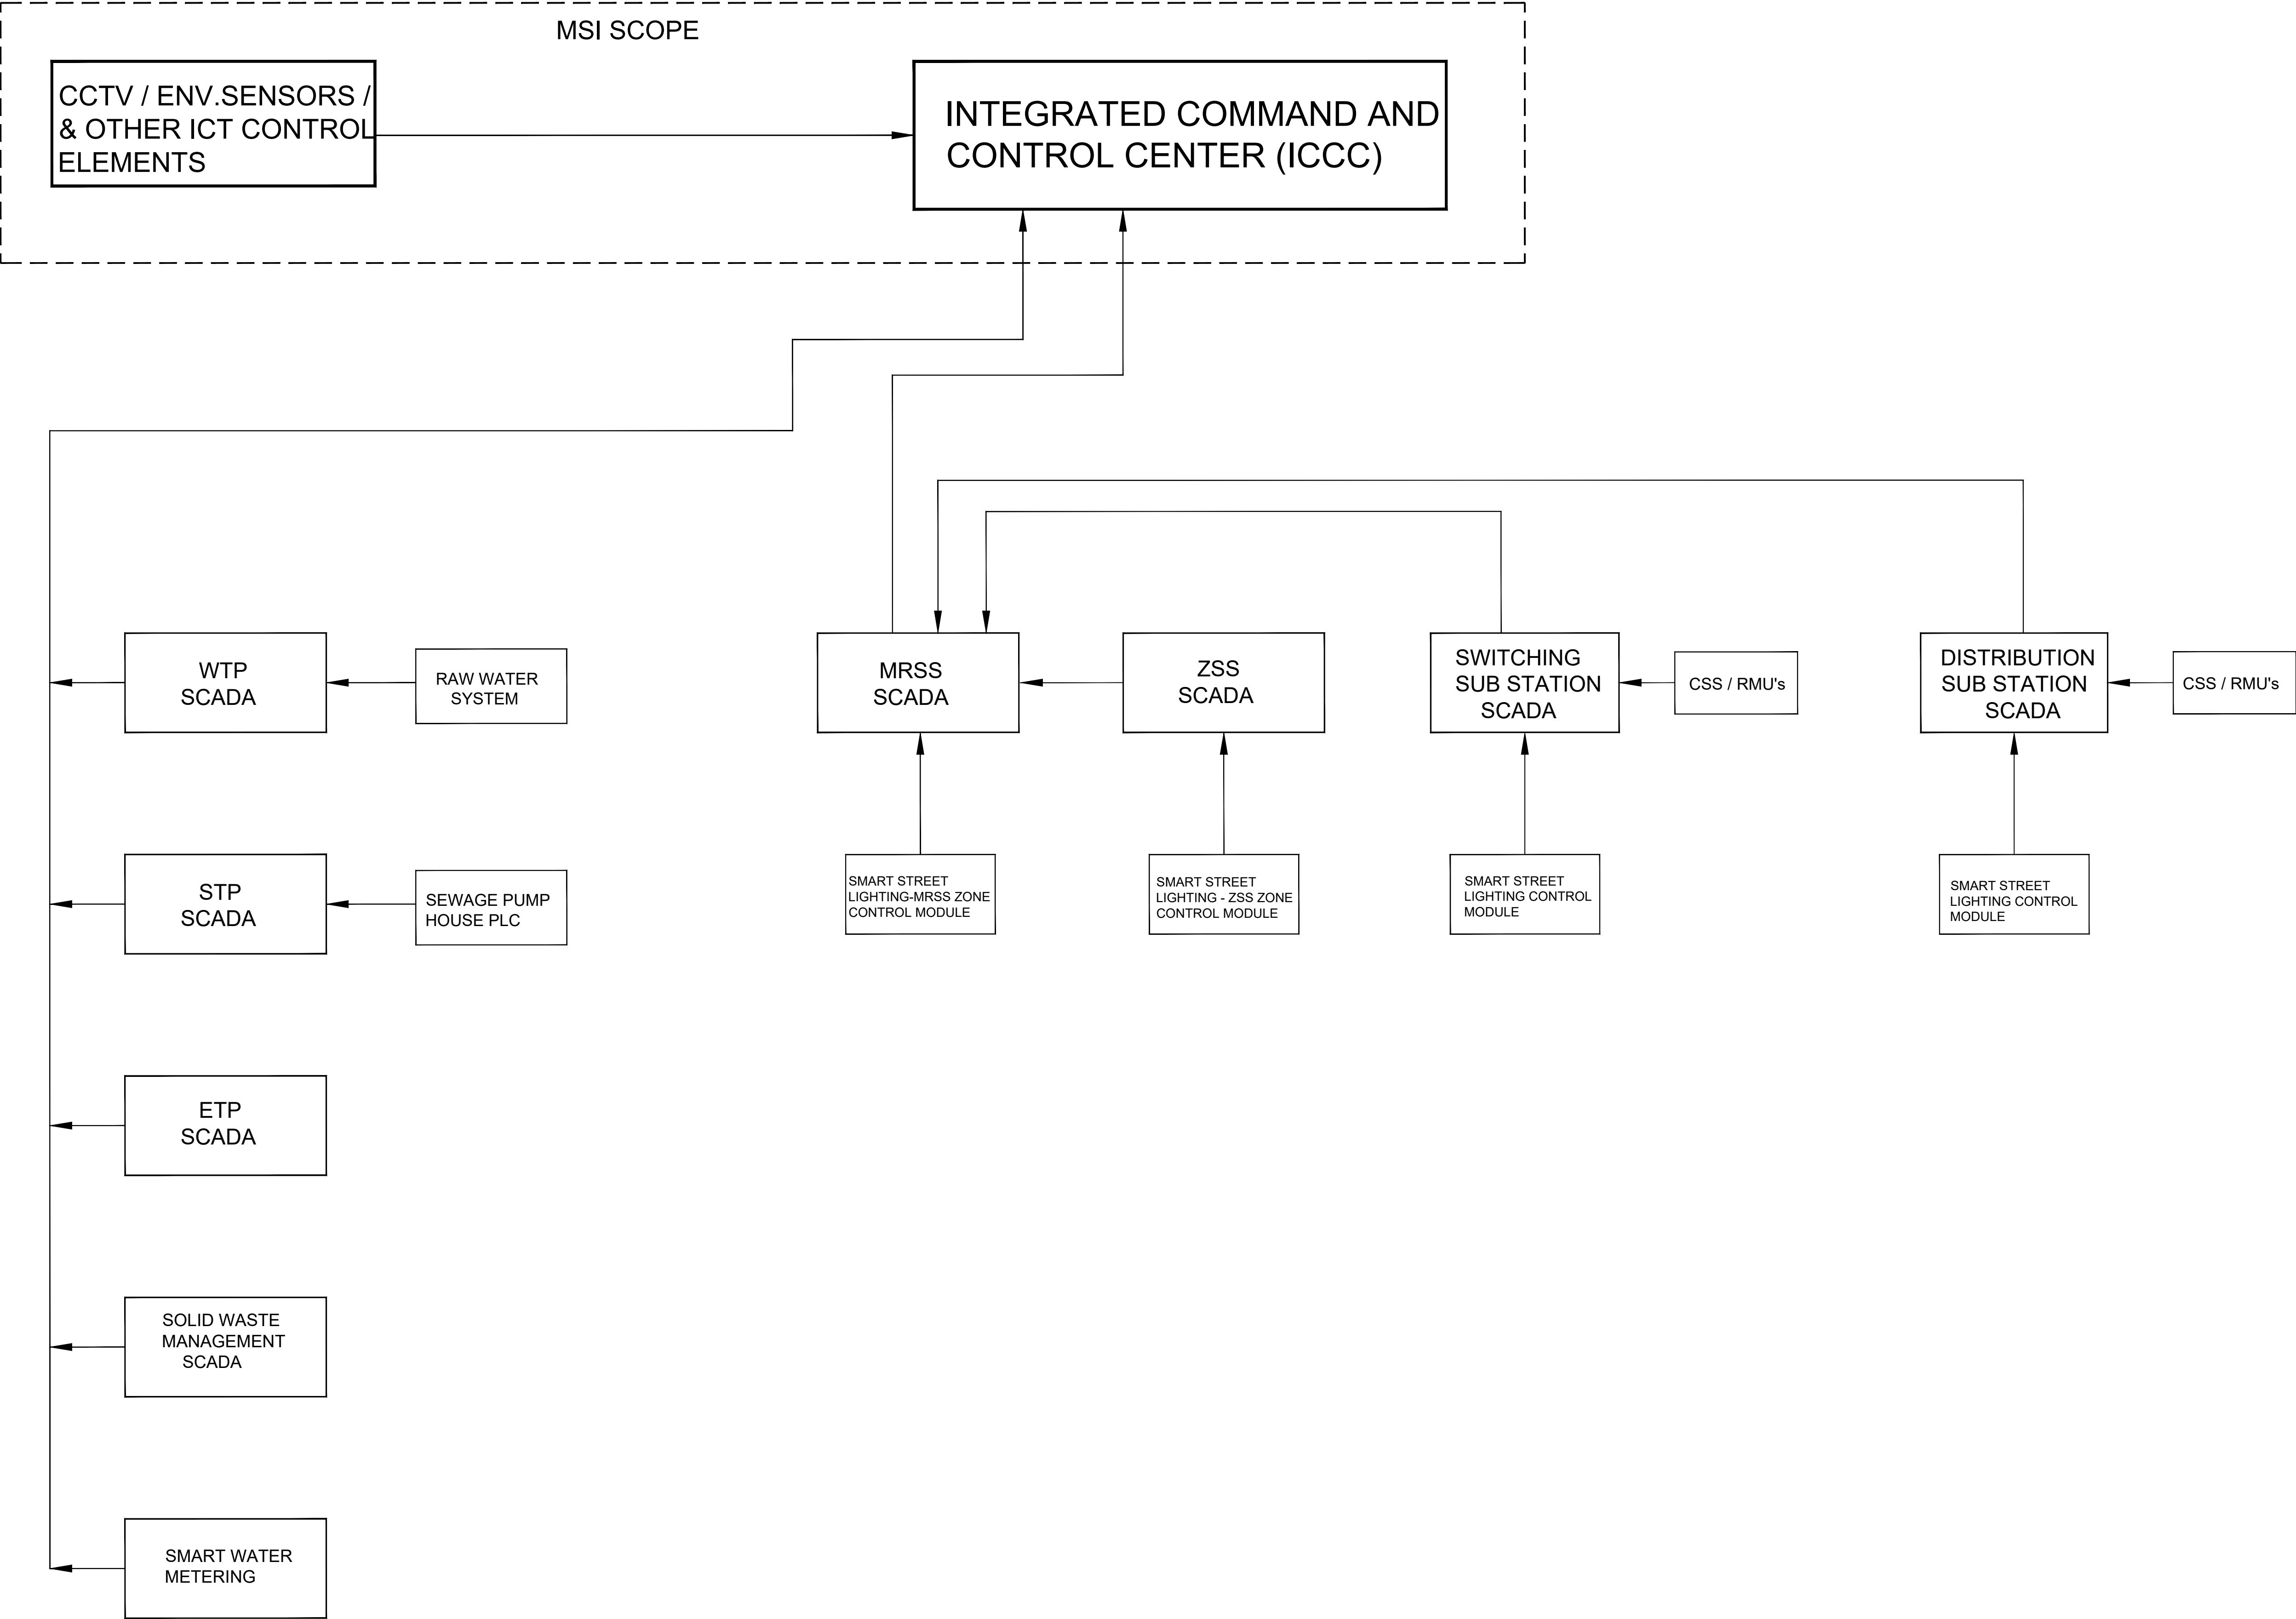 MSI SCOPE
CCTV / ENV.SENSORS /
& OTHER ICT CONTROL
ELEMENTS
INTEGRATED COMMAND AND
CONTROL CENTER (ICCC)
WTP
SCADA
RAW WATER
SYSTEM
MRSS
SCADA
ZSS
SCADA
SWITCHING
SUB STATION
SCADA
CSS / RMU's
DISTRIBUTION
SUB STATION
SCADA
CSS / RMU's
STP
SCADA
SEWAGE PUMP
HOUSE PLC
SMART STREET
LIGHTING-MRSS ZONE
CONTROL MODULE
SMART STREET
LIGHTING - ZSS ZONE
CONTROL MODULE
SMART STREET
LIGHTING CONTROL
MODULE
SMART STREET
LIGHTING CONTROL
MODULE
ETP
SCADA
SOLID WASTE
MANAGEMENT
SCADA
SMART WATER
METERING